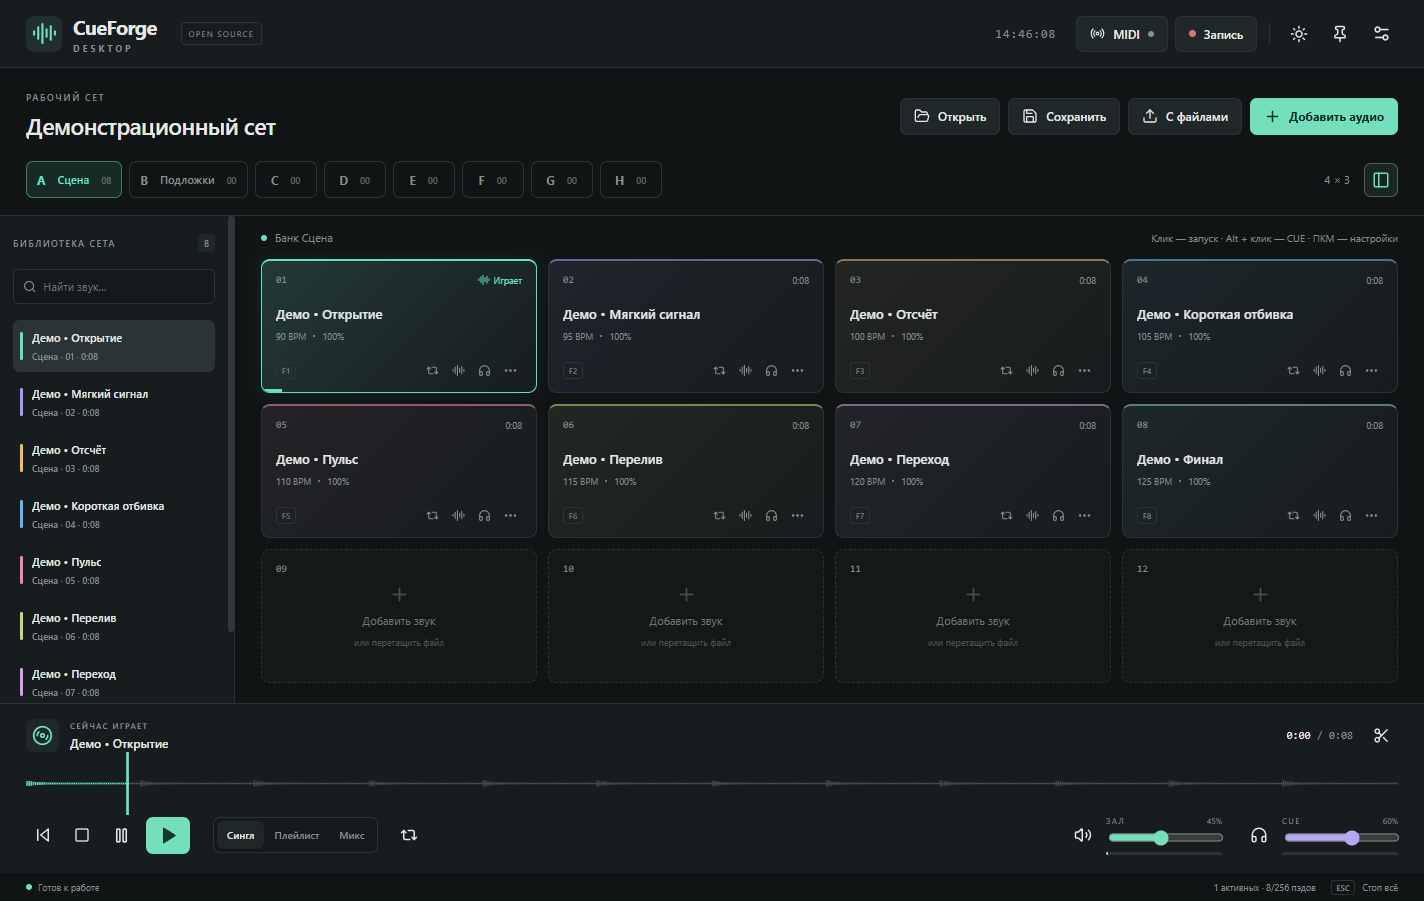 CueForge
DESKTOP
OPEN SOURCE
14:46:08
MIDI
Запись
РАБОЧИЙ СЕТ
Демонстрационный сет
Открыть
Сохранить
С файлами
Добавить аудио
A Сцена 08
B Подложки 00
C 00
D 00
E 00
F 00
G 00
H 00
4 × 3
БИБЛИОТЕКА СЕТА
8
Найти звук...
Демо • Открытие
Сцена · 01 · 0:08
Демо • Мягкий сигнал
Сцена · 02 · 0:08
Демо • Отсчёт
Сцена · 03 · 0:08
Демо • Короткая отбивка
Сцена · 04 · 0:08
Демо • Пульс
Сцена · 05 · 0:08
Демо • Перелив
Сцена · 06 · 0:08
Демо • Переход
Сцена · 07 · 0:08
Банк Сцена
Клик — запуск · Alt + клик — CUE · ПКМ — настройки
01
Играет
Демо • Открытие
90 BPM • 100%
F1
02
0:08
Демо • Мягкий сигнал
95 BPM • 100%
F2
03
0:08
Демо • Отсчёт
100 BPM • 100%
F3
04
0:08
Демо • Короткая отбивка
105 BPM • 100%
F4
05
0:08
Демо • Пульс
110 BPM • 100%
F5
06
0:08
Демо • Перелив
115 BPM • 100%
F6
07
0:08
Демо • Переход
120 BPM • 100%
F7
08
0:08
Демо • Финал
125 BPM • 100%
F8
09
Добавить звук
или перетащить файл
10
Добавить звук
или перетащить файл
11
Добавить звук
или перетащить файл
12
Добавить звук
или перетащить файл
СЕЙЧАС ИГРАЕТ
Демо • Открытие
0:00 / 0:08
Сингл
Плейлист
Микс
ЗАЛ 45%
CUE 60%
Готов к работе
1 активных · 8/256 пэдов
ESC Стоп всё